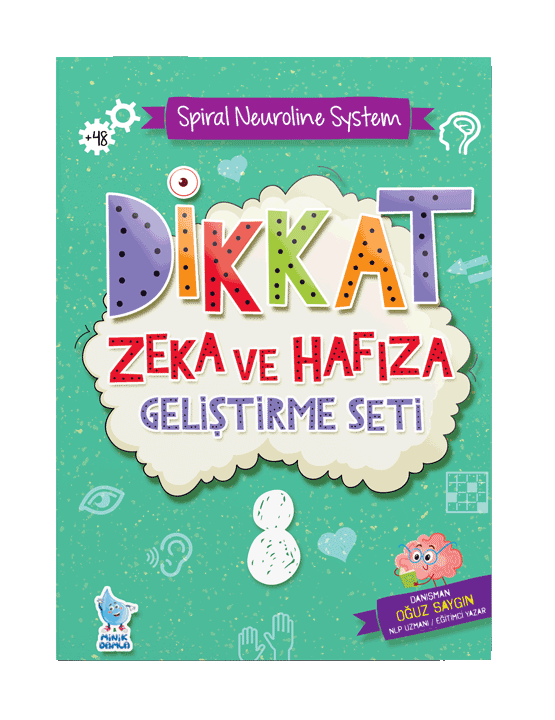 Spiral Neuroline System
+48
DİKKAT
ZEKA VE HAFIZA
GELİŞTİRME SETİ
8
DANIŞMAN
OĞUZ SAYGIN
NLP UZMANI / EĞİTİMCİ YAZAR
MİNİK
DAMLA